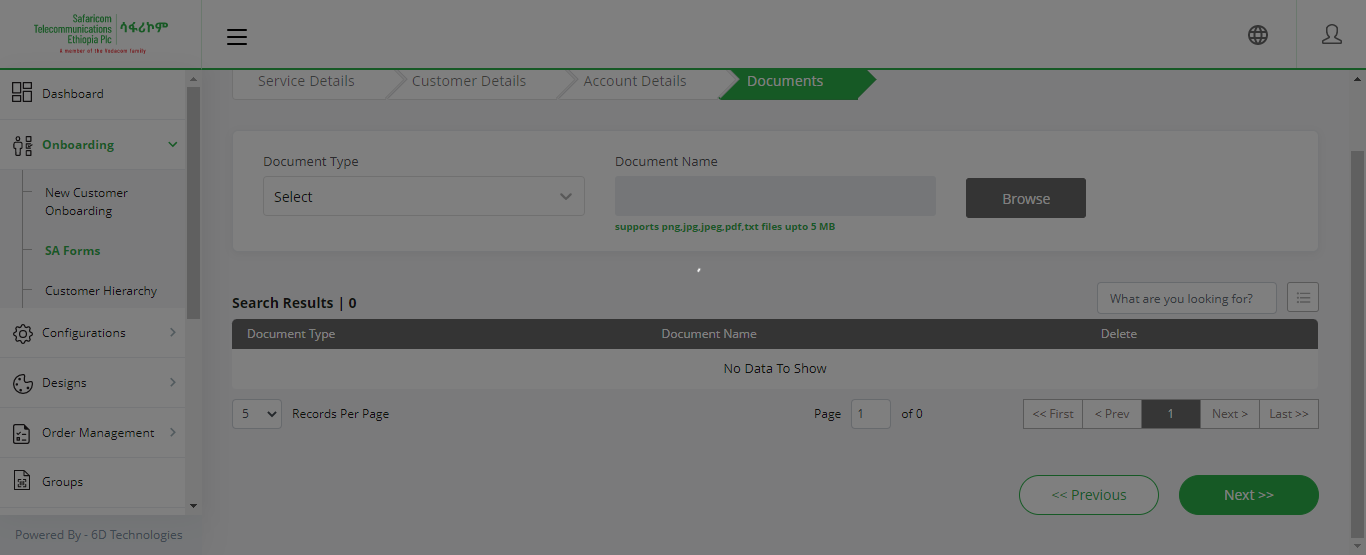 Safaricom
Telecommunications
Ethiopia Plc
ሳፋሪኮም
A member of the Vodacom family
Dashboard
Onboarding
New Customer
Onboarding
SA Forms
Customer Hierarchy
Configurations
Designs
Order Management
Groups
Powered By - 6D Technologies
Service Details
Customer Details
Account Details
Documents
Document Type
Document Name
Select
Browse
supports png,jpg,jpeg,pdf,txt files upto 5 MB
Search Results | 0
What are you looking for?
Document Type Document Name Delete
No Data To Show
5 Records Per Page
Page 1 of 0
<< First < Prev 1 Next > Last >>
<< Previous
Next >>